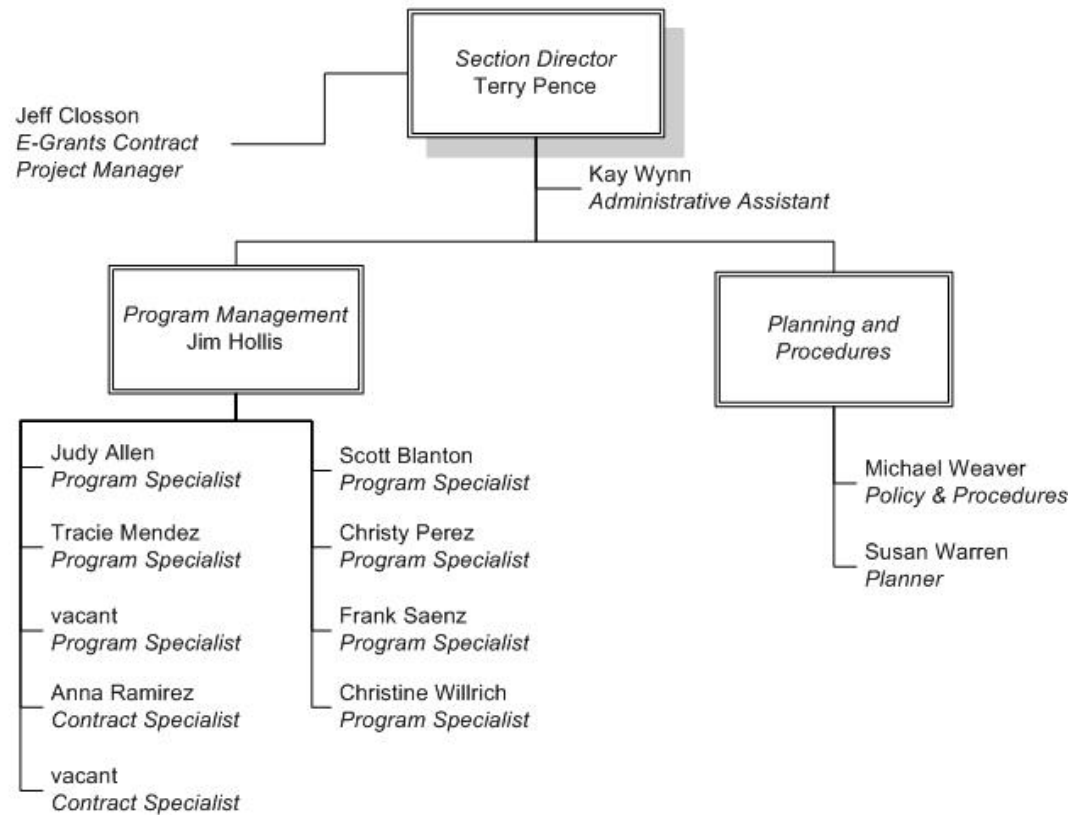 Section Director
Terry Pence
Jeff Closson
E-Grants Contract
Project Manager
Kay Wynn
Administrative Assistant
Program Management
Jim Hollis
Planning and
Procedures
Judy Allen
Program Specialist
Tracie Mendez
Program Specialist
vacant
Program Specialist
Anna Ramirez
Contract Specialist
vacant
Contract Specialist
Scott Blanton
Program Specialist
Christy Perez
Program Specialist
Frank Saenz
Program Specialist
Christine Willrich
Program Specialist
Michael Weaver
Policy & Procedures
Susan Warren
Planner